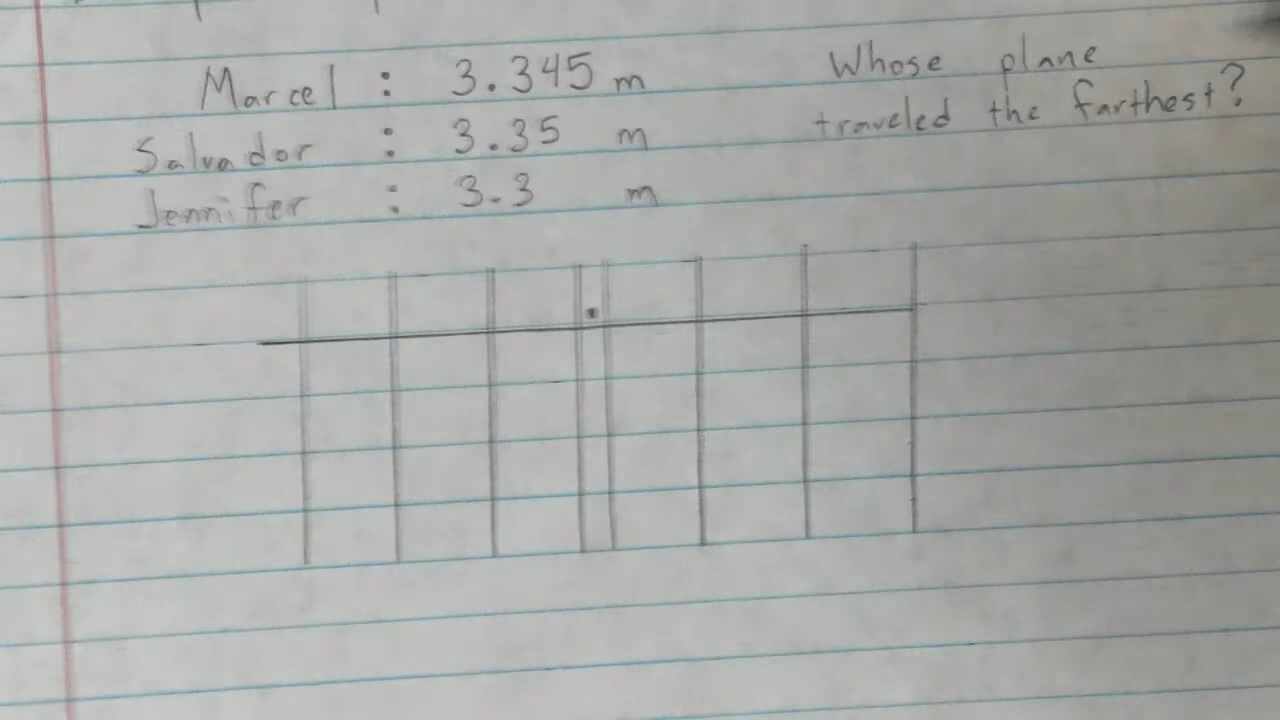 Marcel : 3.345 m
Salvador : 3.35 m
Jennifer : 3.3 m
Whose plane
traveled the farthest?
.